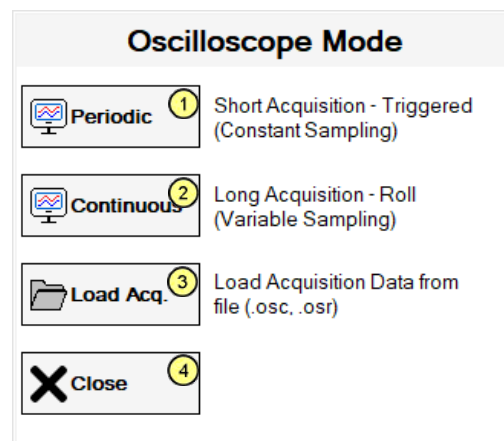 Oscilloscope Mode
Periodic 1 Short Acquisition - Triggered
(Constant Sampling)
Continuous 2 Long Acquisition - Roll
(Variable Sampling)
Load Acq. 3 Load Acquisition Data from
file (.osc, .osr)
Close 4